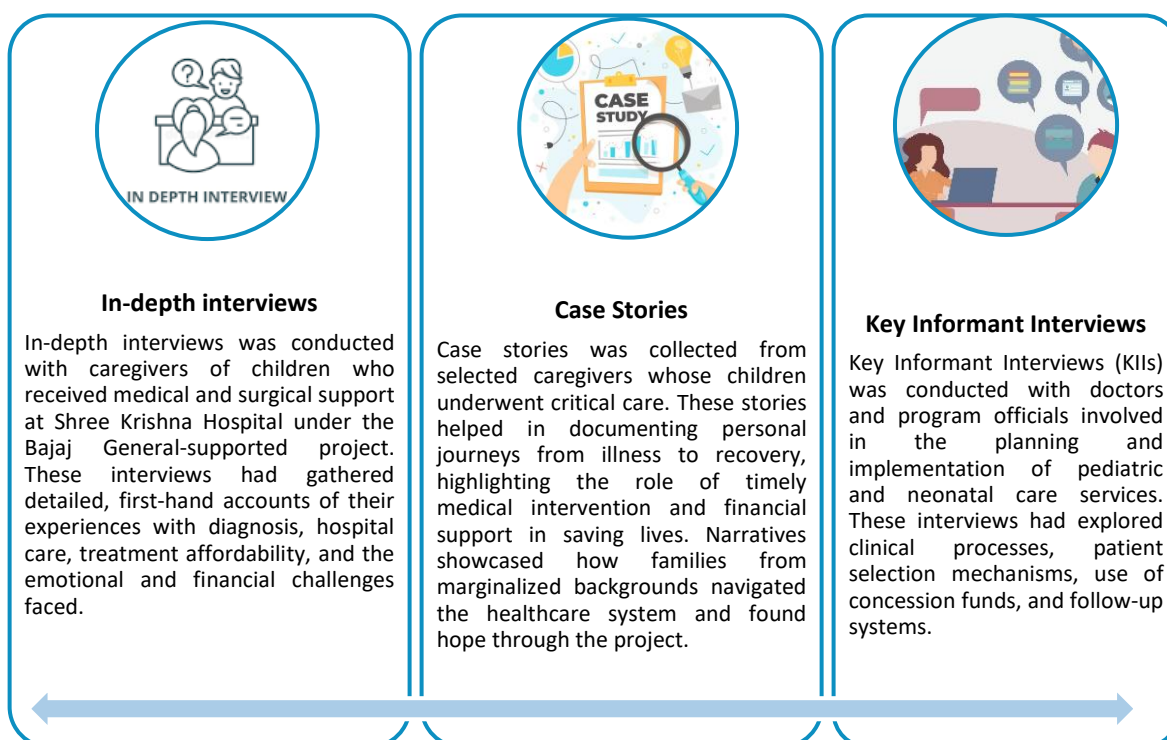 IN DEPTH INTERVIEW
In-depth interviews
In-depth interviews was conducted
with caregivers of children who
received medical and surgical support
at Shree Krishna Hospital under the
Bajaj General-supported project.
These interviews had gathered
detailed, first-hand accounts of their
experiences with diagnosis, hospital
care, treatment affordability, and the
emotional and financial challenges
faced.
CASE
STUDY
Case Stories
Case stories was collected from
selected caregivers whose children
underwent critical care. These stories
helped in documenting personal
journeys from illness to recovery,
highlighting the role of timely
medical intervention and financial
support in saving lives. Narratives
showcased how families from
marginalized backgrounds navigated
the healthcare system and found
hope through the project.
Key Informant Interviews
Key Informant Interviews (KIIs)
was conducted with doctors
and program officials involved
in the planning and
implementation of pediatric
and neonatal care services.
These interviews had explored
clinical processes, patient
selection mechanisms, use of
concession funds, and follow-up
systems.